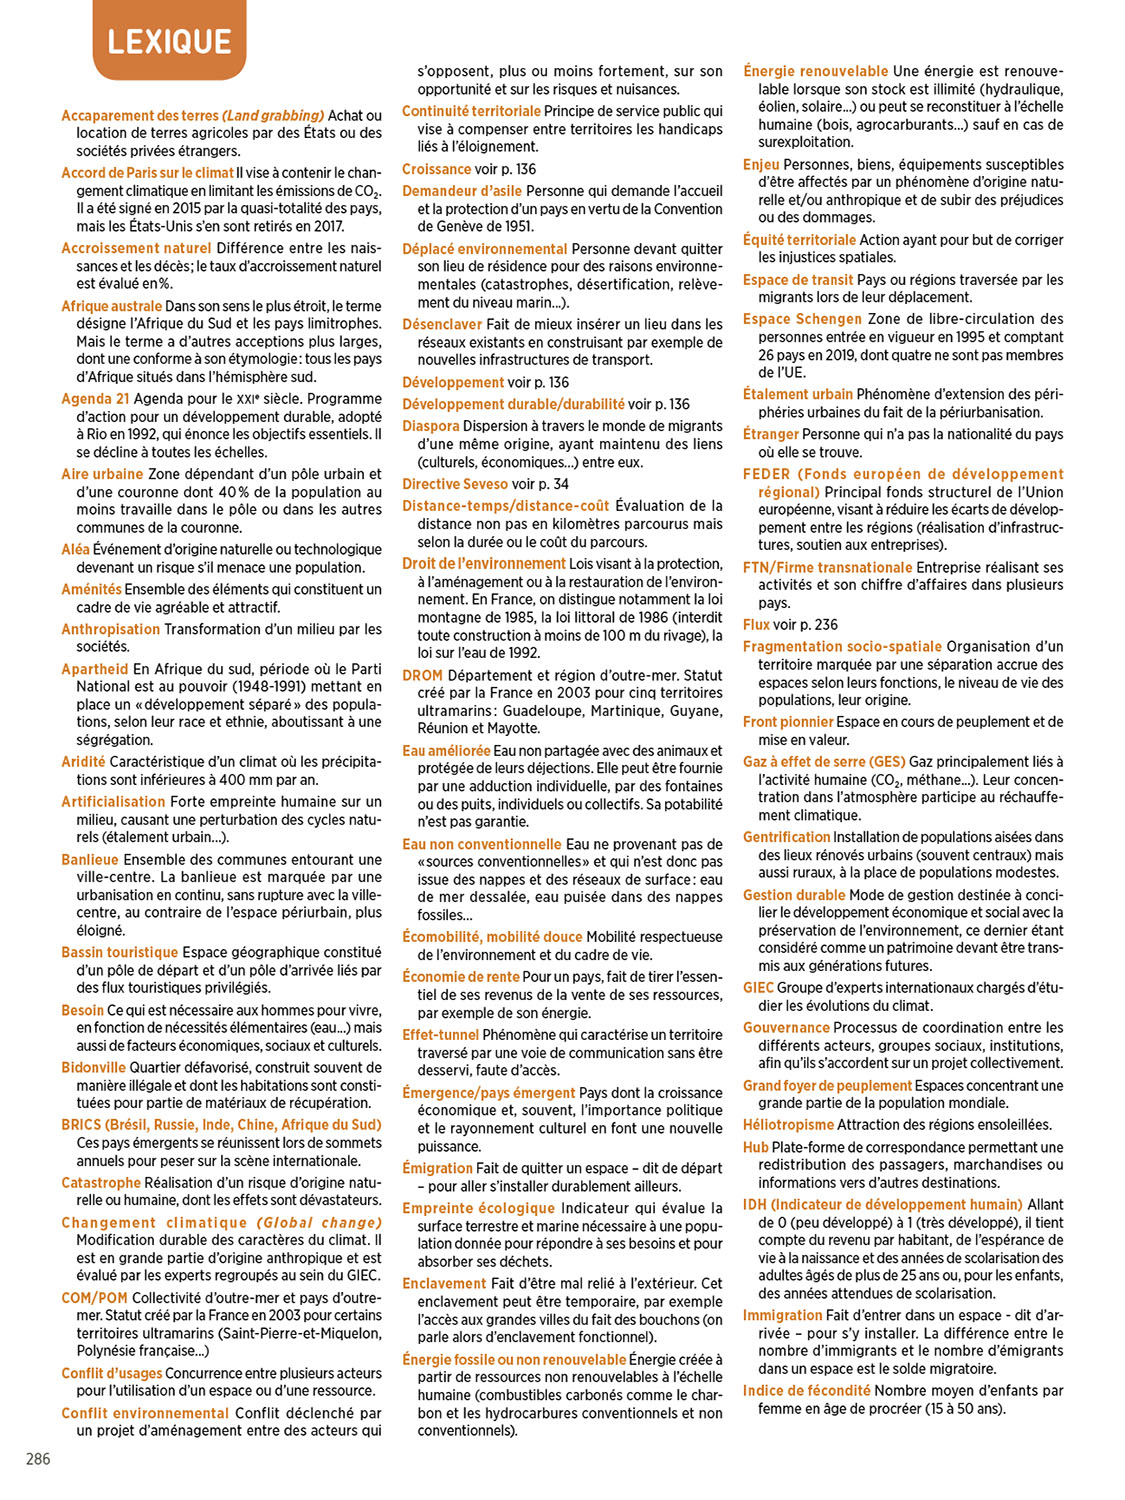 LEXIQUE
Accaparement des terres (Land grabbing) Achat ou
location de terres agricoles par des États ou des
sociétés privées étrangers.
Accord de Paris sur le climat Il vise à contenir le chan-
gement climatique en limitant les émissions de CO₂.
Il a été signé en 2015 par la quasi-totalité des pays,
mais les États-Unis s'en sont retirés en 2017.
Accroissement naturel Différence entre les nais-
sances et les décès ; le taux d'accroissement naturel
est évalué en %.
Afrique australe Dans son sens le plus étroit, le terme
désigne l'Afrique du Sud et les pays limitrophes.
Mais le terme a d'autres acceptions plus larges,
dont une conforme à son étymologie : tous les pays
d'Afrique situés dans l'hémisphère sud.
Agenda 21 Agenda pour le XXIe siècle. Programme
d'action pour un développement durable, adopté
à Rio en 1992, qui énonce les objectifs essentiels. Il
se décline à toutes les échelles.
Aire urbaine Zone dépendant d'un pôle urbain et
d'une couronne dont 40 % de la population au
moins travaille dans le pôle ou dans les autres
communes de la couronne.
Aléa Événement d'origine naturelle ou technologique
devenant un risque s'il menace une population.
Aménités Ensemble des éléments qui constituent un
cadre de vie agréable et attractif.
Anthropisation Transformation d'un milieu par les
sociétés.
Apartheid En Afrique du sud, période où le Parti
National est au pouvoir (1948-1991) mettant en
place un « développement séparé » des popula-
tions, selon leur race et ethnie, aboutissant à une
ségrégation.
Aridité Caractéristique d'un climat où les précipita-
tions sont inférieures à 400 mm par an.
Artificialisation Forte empreinte humaine sur un
milieu, causant une perturbation des cycles natu-
rels (étalement urbain...).
Banlieue Ensemble des communes entourant une
ville-centre. La banlieue est marquée par une
urbanisation en continu, sans rupture avec la ville-
centre, au contraire de l'espace périurbain, plus
éloigné.
Bassin touristique Espace géographique constitué
d'un pôle de départ et d'un pôle d'arrivée liés par
des flux touristiques privilégiés.
Besoin Ce qui est nécessaire aux hommes pour vivre,
en fonction de nécessités élémentaires (eau...) mais
aussi de facteurs économiques, sociaux et culturels.
Bidonville Quartier défavorisé, construit souvent de
manière illégale et dont les habitations sont consti-
tuées pour partie de matériaux de récupération.
BRICS (Brésil, Russie, Inde, Chine, Afrique du Sud)
Ces pays émergents se réunissent lors de sommets
annuels pour peser sur la scène internationale.
Catastrophe Réalisation d'un risque d'origine natu-
relle ou humaine, dont les effets sont dévastateurs.
Changement climatique (Global change)
Modification durable des caractères du climat. Il
est en grande partie d'origine anthropique et est
évalué par les experts regroupés au sein du GIEC.
COM/POM Collectivité d'outre-mer et pays d'outre-
mer. Statut créé par la France en 2003 pour certains
territoires ultramarins (Saint-Pierre-et-Miquelon,
Polynésie française...)
Conflit d'usages Concurrence entre plusieurs acteurs
pour l'utilisation d'un espace ou d'une ressource.
Conflit environnemental Conflit déclenché par
un projet d'aménagement entre des acteurs qui
s'opposent, plus ou moins fortement, sur son
opportunité et sur les risques et nuisances.
Continuité territoriale Principe de service public qui
vise à compenser entre territoires les handicaps
liés à l'éloignement.
Croissance voir p. 136
Demandeur d'asile Personne qui demande l'accueil
et la protection d'un pays en vertu de la Convention
de Genève de 1951.
Déplacé environnemental Personne devant quitter
son lieu de résidence pour des raisons environne-
mentales (catastrophes, désertification, relève-
ment du niveau marin...).
Désenclaver Fait de mieux insérer un lieu dans les
réseaux existants en construisant par exemple de
nouvelles infrastructures de transport.
Développement voir p. 136
Développement durable/durabilité voir p. 136
Diaspora Dispersion à travers le monde de migrants
d'une même origine, ayant maintenu des liens
(culturels, économiques...) entre eux.
Directive Seveso voir p. 34
Distance-temps/distance-coût Évaluation de la
distance non pas en kilomètres parcourus mais
selon la durée ou le coût du parcours.
Droit de l'environnement Lois visant à la protection,
à l'aménagement ou à la restauration de l'environ-
nement. En France, on distingue notamment la loi
montagne de 1985, la loi littoral de 1986 (interdit
toute construction à moins de 100 m du rivage), la
loi sur l'eau de 1992.
DROM Département et région d'outre-mer. Statut
créé par la France en 2003 pour cinq territoires
ultramarins : Guadeloupe, Martinique, Guyane,
Réunion et Mayotte.
Eau améliorée Eau non partagée avec des animaux et
protégée de leurs déjections. Elle peut être fournie
par une adduction individuelle, par des fontaines
ou des puits, individuels ou collectifs. Sa potabilité
n'est pas garantie.
Eau non conventionnelle Eau ne provenant pas de
« sources conventionnelles » et qui n'est donc pas
issue des nappes et des réseaux de surface : eau
de mer dessalée, eau puisée dans des nappes
fossiles...
Écomobilité, mobilité douce Mobilité respectueuse
de l'environnement et du cadre de vie.
Économie de rente Pour un pays, fait de tirer l'essen-
tiel de ses revenus de la vente de ses ressources,
par exemple de son énergie.
Effet-tunnel Phénomène qui caractérise un territoire
traversé par une voie de communication sans être
desservi, faute d'accès.
Émergence/pays émergent Pays dont la croissance
économique et, souvent, l'importance politique
et le rayonnement culturel en font une nouvelle
puissance.
Émigration Fait de quitter un espace – dit de départ
– pour aller s'installer durablement ailleurs.
Empreinte écologique Indicateur qui évalue la
surface terrestre et marine nécessaire à une popu-
lation donnée pour répondre à ses besoins et pour
absorber ses déchets.
Enclavement Fait d'être mal relié à l'extérieur. Cet
enclavement peut être temporaire, par exemple
l'accès aux grandes villes du fait des bouchons (on
parle alors d'enclavement fonctionnel).
Énergie fossile ou non renouvelable Énergie créée à
partir de ressources non renouvelables à l'échelle
humaine (combustibles carbonés comme le char-
bon et les hydrocarbures conventionnels et non
conventionnels).
Énergie renouvelable Une énergie est renouve-
lable lorsque son stock est illimité (hydraulique,
éolien, solaire...) ou peut se reconstituer à l'échelle
humaine (bois, agrocarburants...) sauf en cas de
surexploitation.
Enjeu Personnes, biens, équipements susceptibles
d'être affectés par un phénomène d'origine natu-
relle et/ou anthropique et de subir des préjudices
ou des dommages.
Équité territoriale Action ayant pour but de corriger
les injustices spatiales.
Espace de transit Pays ou régions traversée par les
migrants lors de leur déplacement.
Espace Schengen Zone de libre-circulation des
personnes entrée en vigueur en 1995 et comptant
26 pays en 2019, dont quatre ne sont pas membres
de l'UE.
Étalement urbain Phénomène d'extension des péri-
phéries urbaines du fait de la périurbanisation.
Étranger Personne qui n'a pas la nationalité du pays
où elle se trouve.
FEDER (Fonds européen de développement
régional) Principal fonds structurel de l'Union
européenne, visant à réduire les écarts de dévelop-
pement entre les régions (réalisation d'infrastruc-
tures, soutien aux entreprises).
FTN/Firme transnationale Entreprise réalisant ses
activités et son chiffre d'affaires dans plusieurs
pays.
Flux voir p. 236
Fragmentation socio-spatiale Organisation d'un
territoire marquée par une séparation accrue des
espaces selon leurs fonctions, le niveau de vie des
populations, leur origine.
Front pionnier Espace en cours de peuplement et de
mise en valeur.
Gaz à effet de serre (GES) Gaz principalement liés à
l'activité humaine (CO₂, méthane...). Leur concen-
tration dans l'atmosphère participe au réchauffe-
ment climatique.
Gentrification Installation de populations aisées dans
des lieux rénovés urbains (souvent centraux) mais
aussi ruraux, à la place de populations modestes.
Gestion durable Mode de gestion destinée à conci-
lier le développement économique et social avec la
préservation de l'environnement, ce dernier étant
considéré comme un patrimoine devant être trans-
mis aux générations futures.
GIEC Groupe d'experts internationaux chargés d'étu-
dier les évolutions du climat.
Gouvernance Processus de coordination entre les
différents acteurs, groupes sociaux, institutions,
afin qu'ils s'accordent sur un projet collectivement.
Grand foyer de peuplement Espaces concentrant une
grande partie de la population mondiale.
Héliotropisme Attraction des régions ensoleillées.
Hub Plate-forme de correspondance permettant une
redistribution des passagers, marchandises ou
informations vers d'autres destinations.
IDH (Indicateur de développement humain) Allant
de 0 (peu développé) à 1 (très développé), il tient
compte du revenu par habitant, de l'espérance de
vie à la naissance et des années de scolarisation des
adultes âgés de plus de 25 ans ou, pour les enfants,
des années attendues de scolarisation.
Immigration Fait d'entrer dans un espace - dit d'ar-
rivée – pour s'y installer. La différence entre le
nombre d'immigrants et le nombre d'émigrants
dans un espace est le solde migratoire.
Indice de fécondité Nombre moyen d'enfants par
femme en âge de procréer (15 à 50 ans).
286